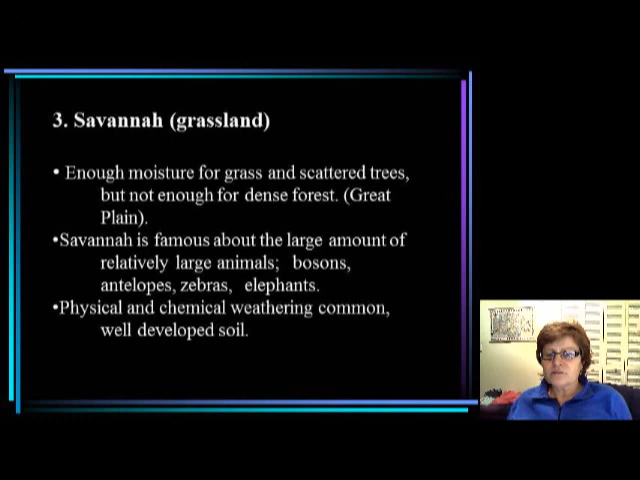 3. Savannah (grassland)
• Enough moisture for grass and scattered trees,
but not enough for dense forest. (Great
Plain).
•Savannah is famous about the large amount of
relatively large animals; bosons,
antelopes, zebras, elephants.
•Physical and chemical weathering common,
well developed soil.